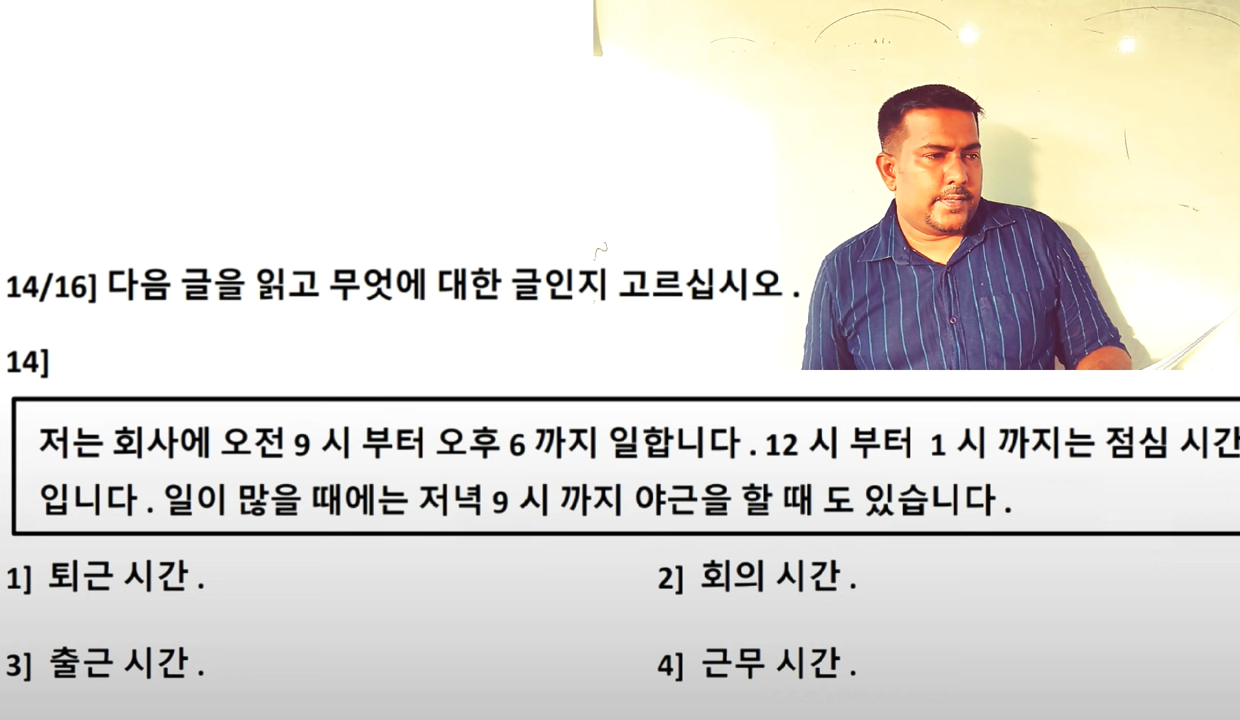 14/16] 다음 글을 읽고 무엇에 대한 글인지 고르십시오 .
14]
저는 회사에 오전 9 시 부터 오후 6 까지 일합니다 . 12 시 부터 1 시 까지는 점심 시간
입니다 . 일이 많을 때에는 저녁 9 시 까지 야근을 할 때 도 있습니다 .
1] 퇴근 시간 .
2] 회의 시간 .
3] 출근 시간 .
4] 근무 시간 .